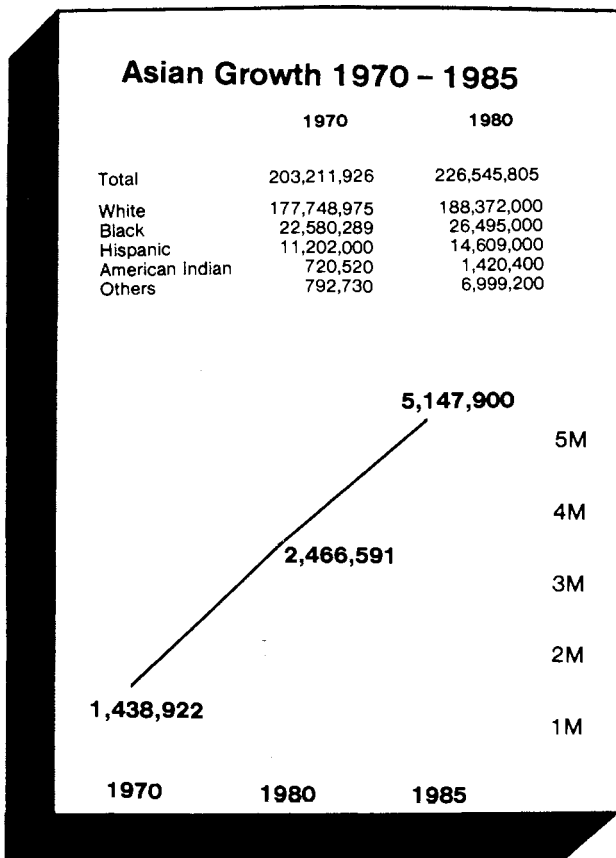 Asian Growth 1970 – 1985
1970 1980
Total 203,211,926 226,545,805
White 177,748,975 188,372,000
Black 22,580,289 26,495,000
Hispanic 11,202,000 14,609,000
American Indian 720,520 1,420,400
Others 792,730 6,999,200
5,147,900
5M
4M
2,466,591
3M
2M
1,438,922
1M
1970 1980 1985